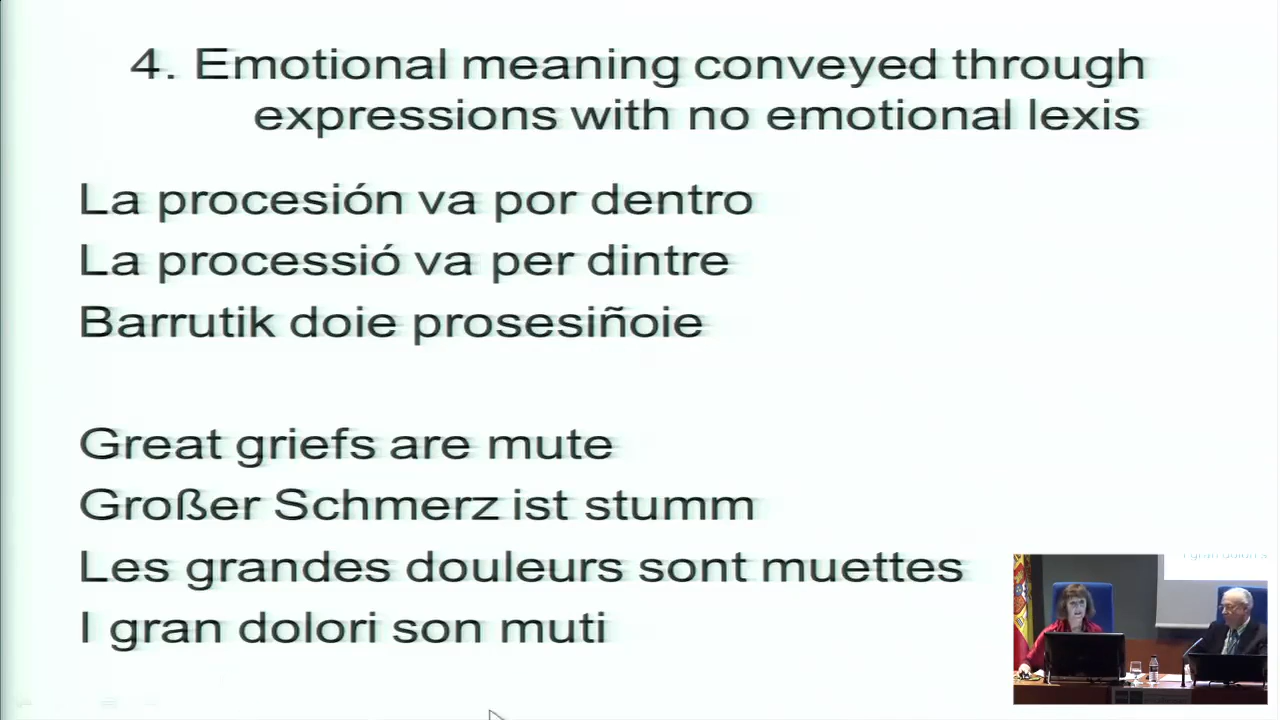 4. Emotional meaning conveyed through
expressions with no emotional lexis
La procesión va por dentro
La processió va per dintre
Barrutik doie prosesiñoie
Great griefs are mute
Großer Schmerz ist stumm
Les grandes douleurs sont muettes
I gran dolori son muti